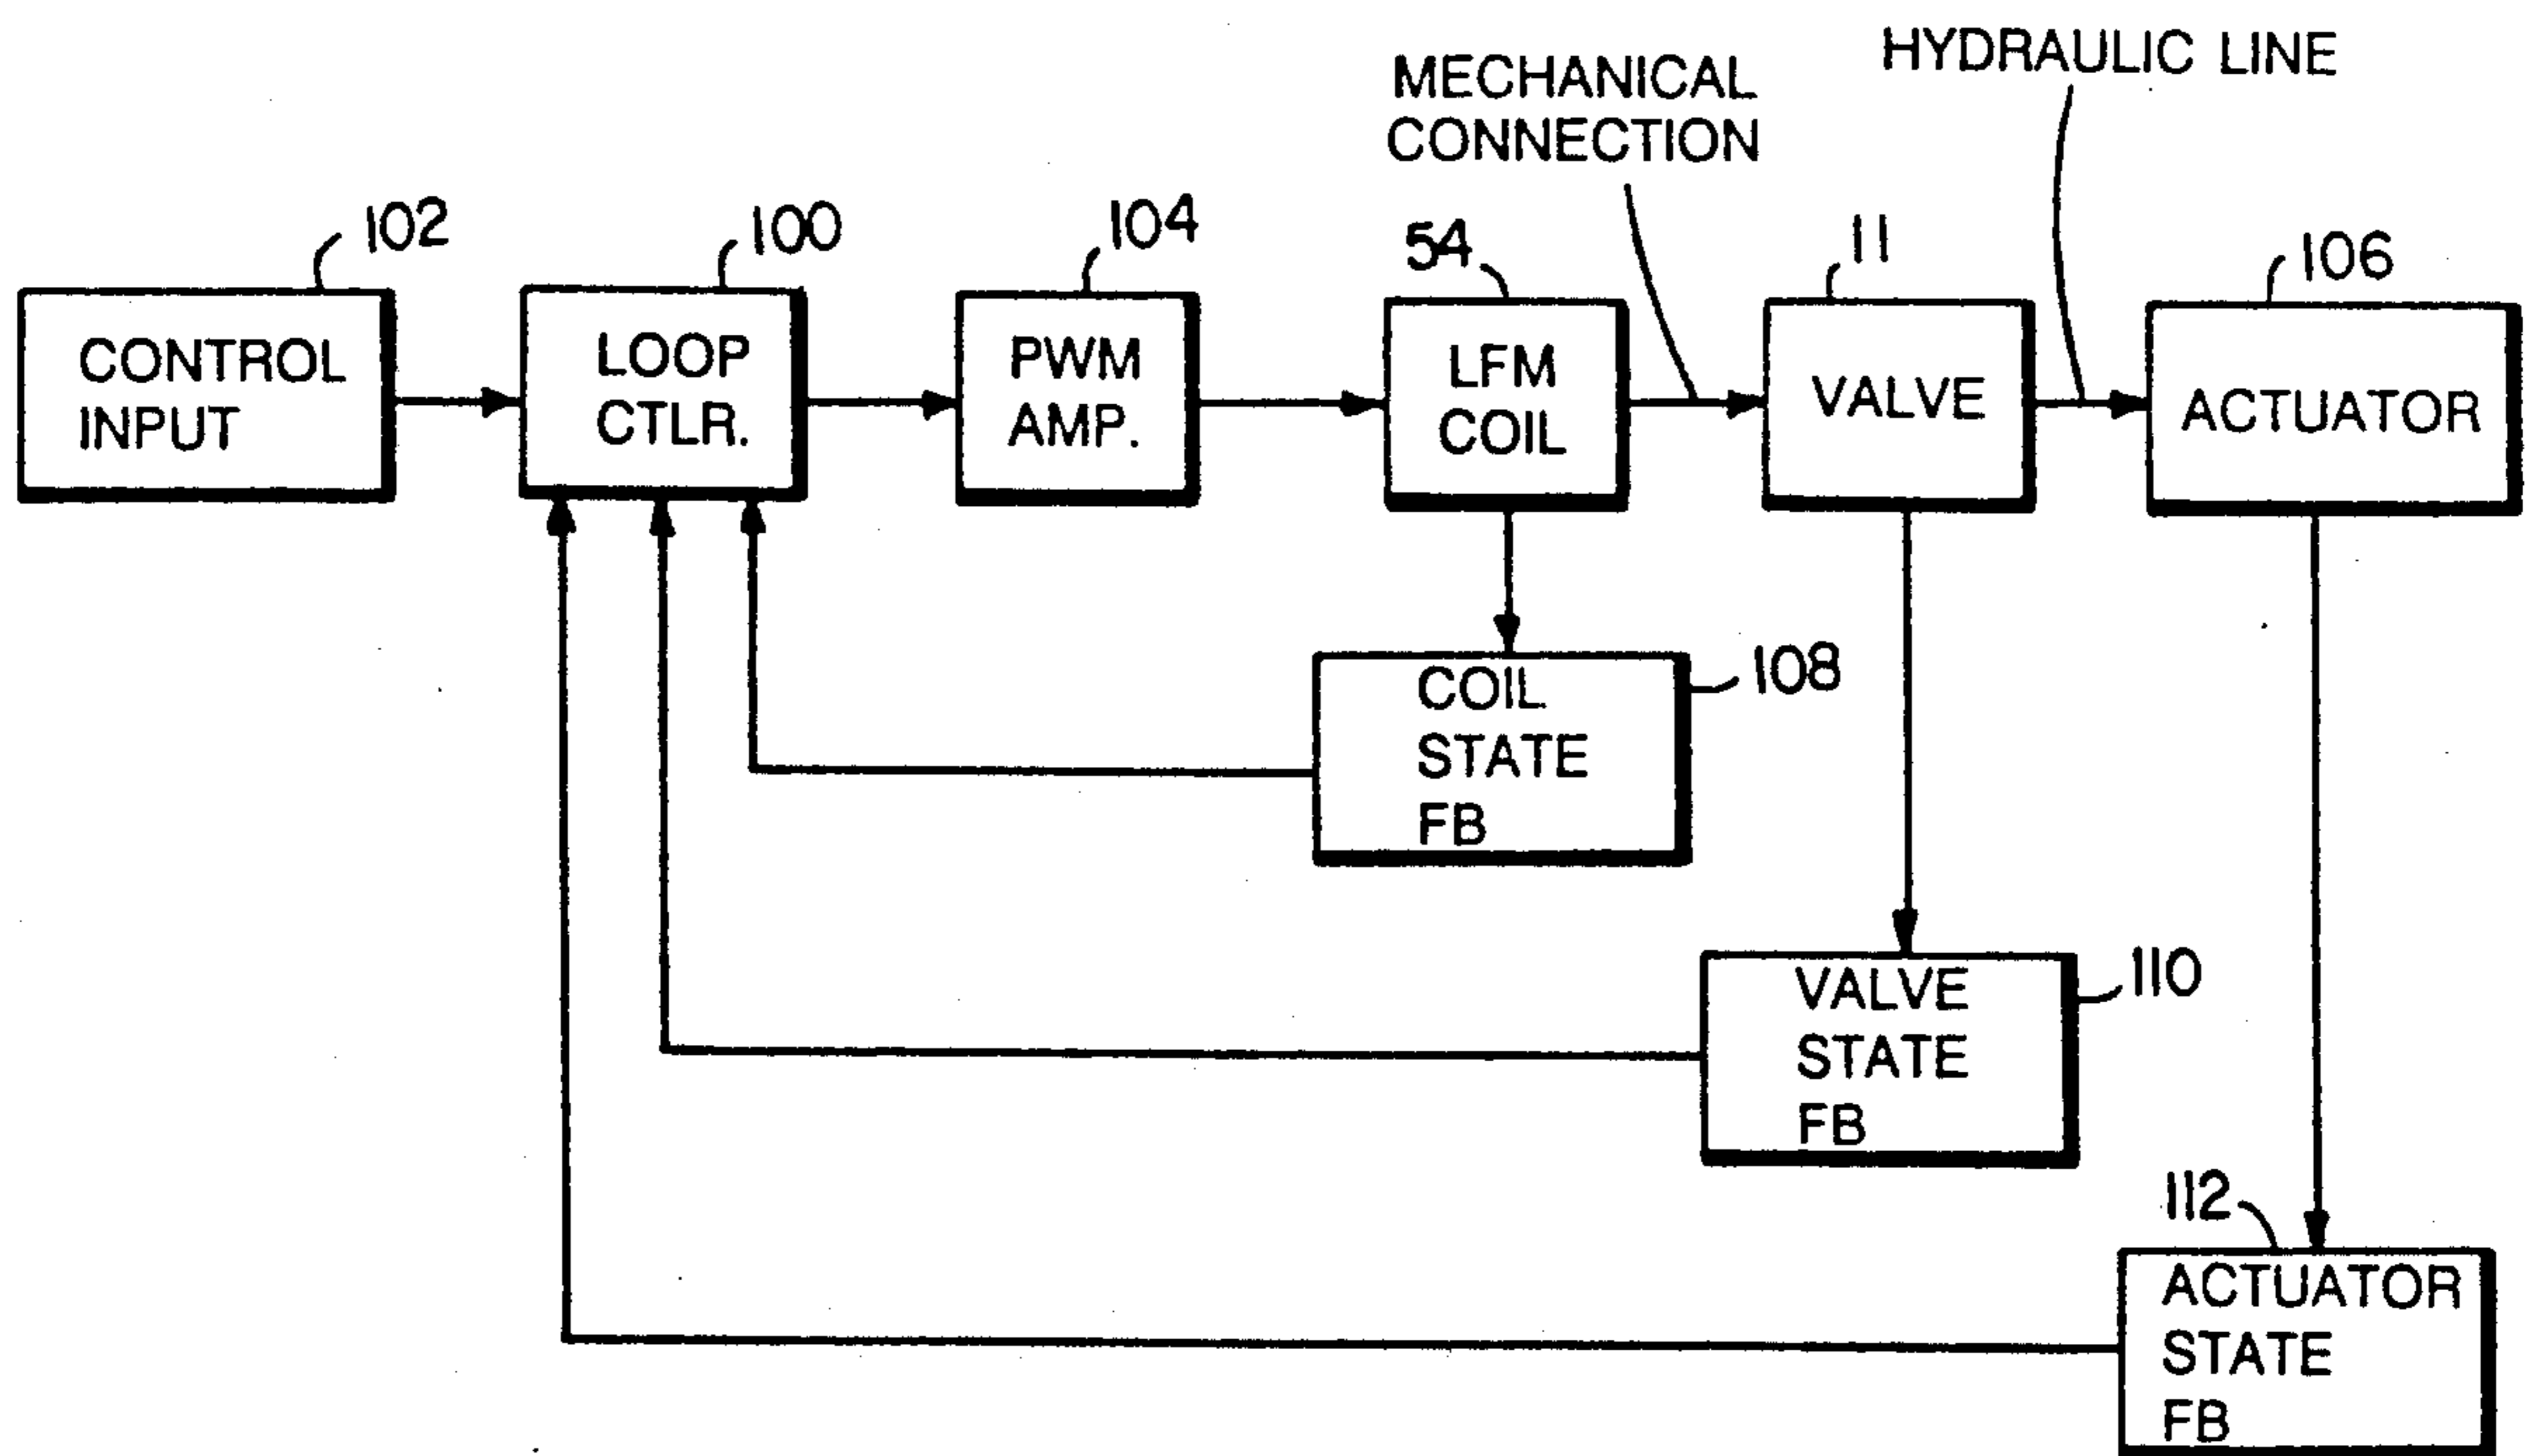 HYDRAULIC LINE
MECHANICAL
CONNECTION
102
100
104
54
11
106
CONTROL
INPUT
LOOP
CTLR.
PWM
AMP.
LFM
COIL
VALVE
ACTUATOR
108
COIL
STATE
FB
110
VALVE
STATE
FB
112
ACTUATOR
STATE
FB